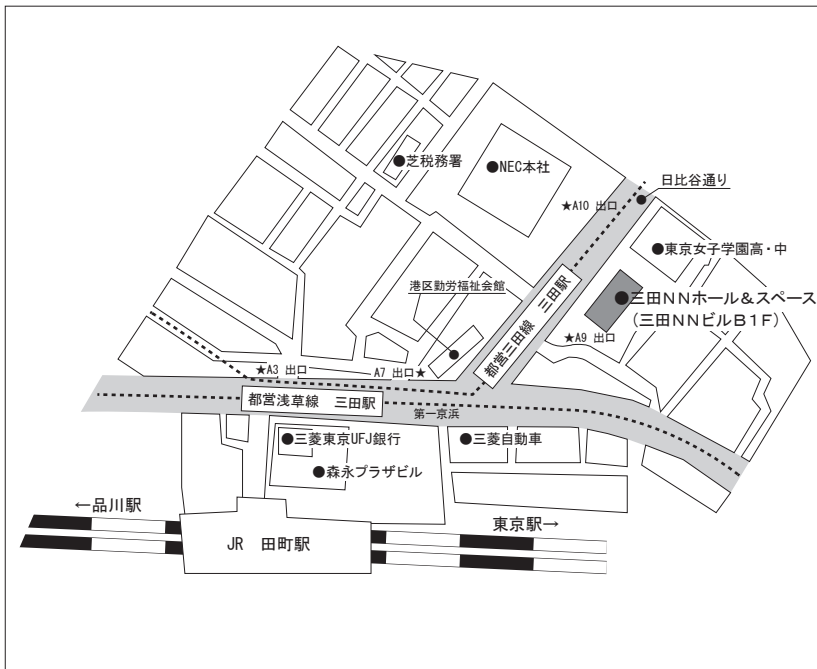 ●芝税務署
●NEC本社
日比谷通り
★A10 出口
●東京女子学園高・中
港区勤労福祉会館
●三田NNホール&スペース
(三田NNビルB1F)
都営三田線 三田駅
★A9 出口
★A3 出口
A7 出口★
都営浅草線 三田駅
第一京浜
●三菱東京UFJ銀行
●三菱自動車
●森永プラザビル
←品川駅
東京駅→
JR 田町駅